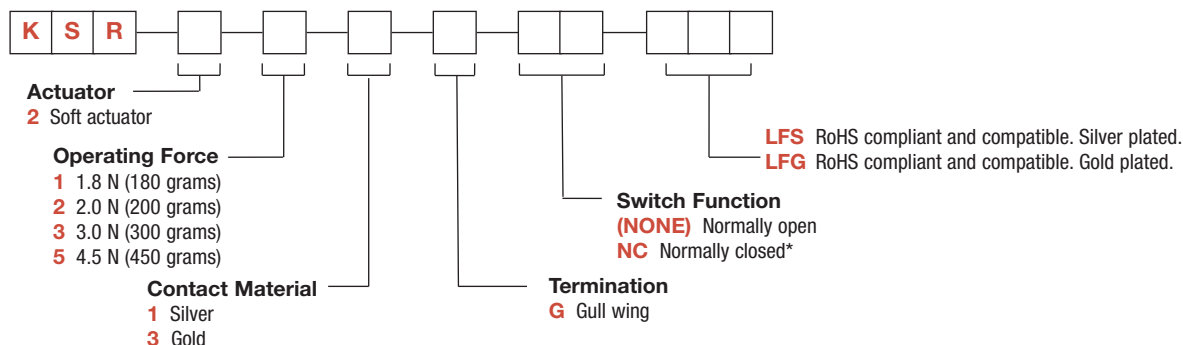 K S R
Actuator
2 Soft actuator
Operating Force
1 1.8 N (180 grams)
2 2.0 N (200 grams)
3 3.0 N (300 grams)
5 4.5 N (450 grams)
Contact Material
1 Silver
3 Gold
Termination
G Gull wing
Switch Function
(NONE) Normally open
NC Normally closed*
LFS RoHS compliant and compatible. Silver plated.
LFG RoHS compliant and compatible. Gold plated.